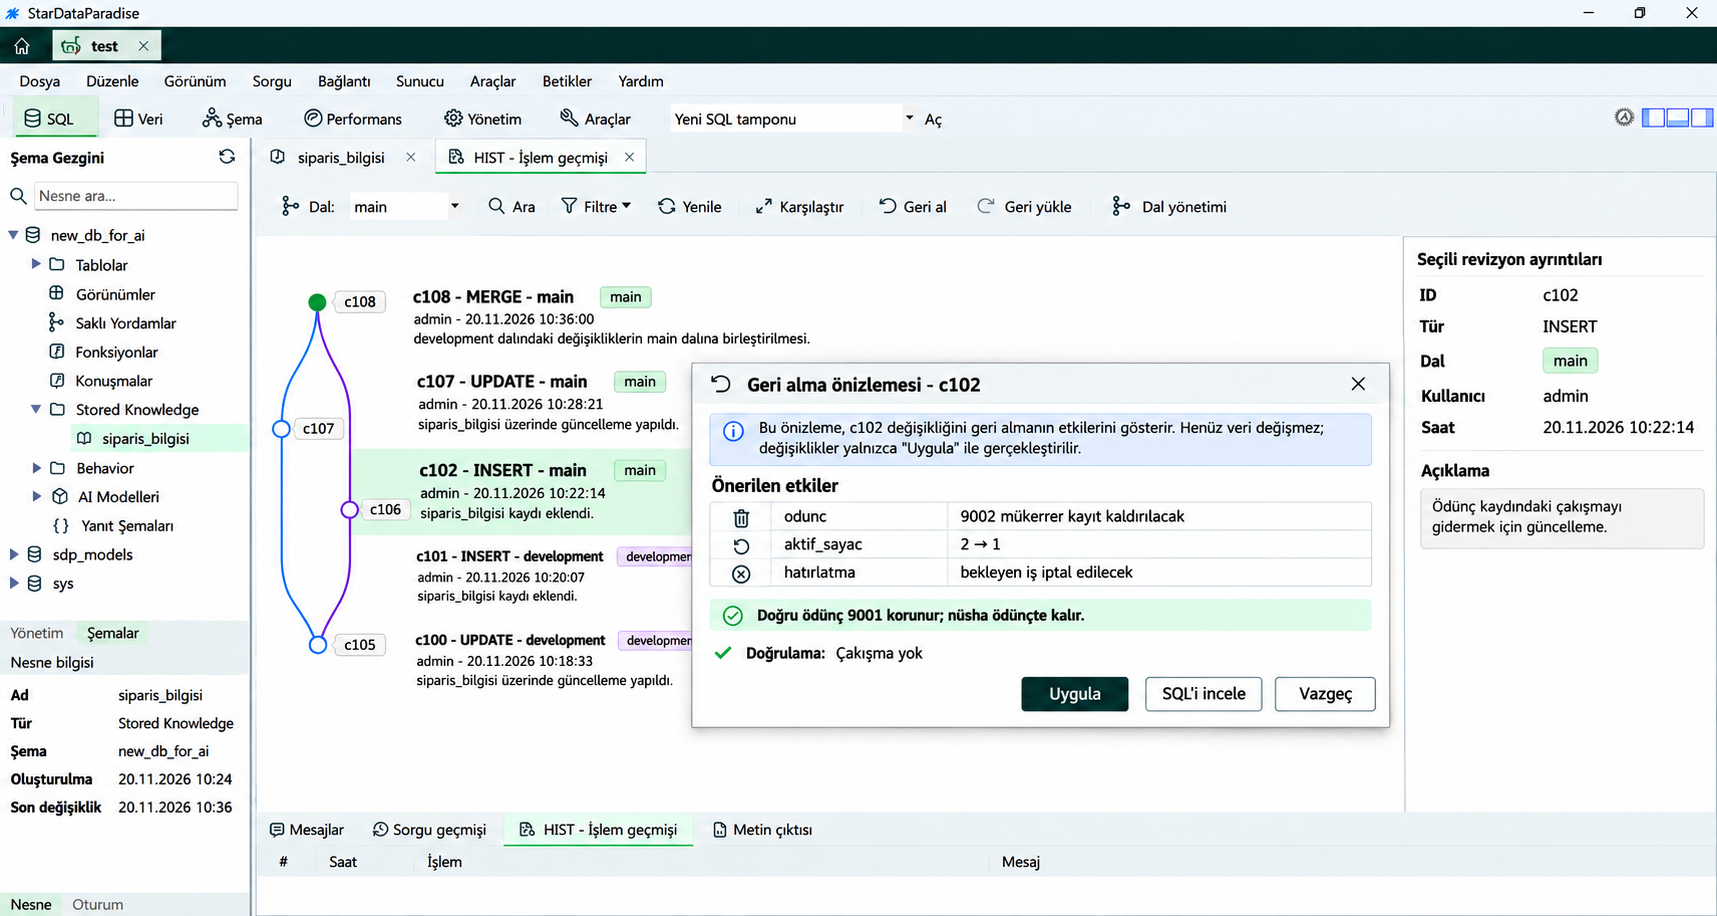 StarDataParadise
test
Dosya Düzenle Görünüm Sorgu Bağlantı Sunucu Araçlar Betikler Yardım
SQL Veri Şema Performans Yönetim Araçlar Yeni SQL tamponu Aç
Şema Gezgini
Nesne ara...
new_db_for_ai
Tablolar
Görünümler
Saklı Yordamlar
Fonksiyonlar
Konuşmalar
Stored Knowledge
siparis_bilgisi
Behavior
AI Modelleri
Yanıt Şemaları
sdp_models
sys
Yönetim Şemalar
Nesne bilgisi
Ad siparis_bilgisi
Tür Stored Knowledge
Şema new_db_for_ai
Oluşturulma 20.11.2026 10:24
Son değişiklik 20.11.2026 10:36
Nesne Oturum
siparis_bilgisi HIST - İşlem geçmişi
Dal: main Ara Filtre Yenile Karşılaştır Geri al Geri yükle Dal yönetimi
c108
c107
c106
c105
c108 - MERGE - main main
admin - 20.11.2026 10:36:00
development dalındaki değişikliklerin main dalına birleştirilmesi.
c107 - UPDATE - main main
admin - 20.11.2026 10:28:21
siparis_bilgisi üzerinde güncelleme yapıldı.
c102 - INSERT - main main
admin - 20.11.2026 10:22:14
siparis_bilgisi kaydı eklendi.
c101 - INSERT - development developmen
admin - 20.11.2026 10:20:07
siparis_bilgisi kaydı eklendi.
c100 - UPDATE - development developmen
admin - 20.11.2026 10:18:33
siparis_bilgisi üzerinde güncelleme yapıldı.
Geri alma önizlemesi - c102
Bu önizleme, c102 değişikliğini geri almanın etkilerini gösterir. Henüz veri değişmez;
değişiklikler yalnızca "Uygula" ile gerçekleştirilir.
Önerilen etkiler
odunc 9002 mükerrer kayıt kaldırılacak
aktif_sayac 2 → 1
hatırlatma bekleyen iş iptal edilecek
Doğru ödünç 9001 korunur; nüsha ödünçte kalır.
Doğrulama: Çakışma yok
Uygula SQL'i incele Vazgeç
Seçili revizyon ayrıntıları
ID c102
Tür INSERT
Dal main
Kullanıcı admin
Saat 20.11.2026 10:22:14
Açıklama
Ödünç kaydındaki çakışmayı
gidermek için güncelleme.
Mesajlar Sorgu geçmişi HIST - İşlem geçmişi Metin çıktısı
# Saat İşlem Mesaj